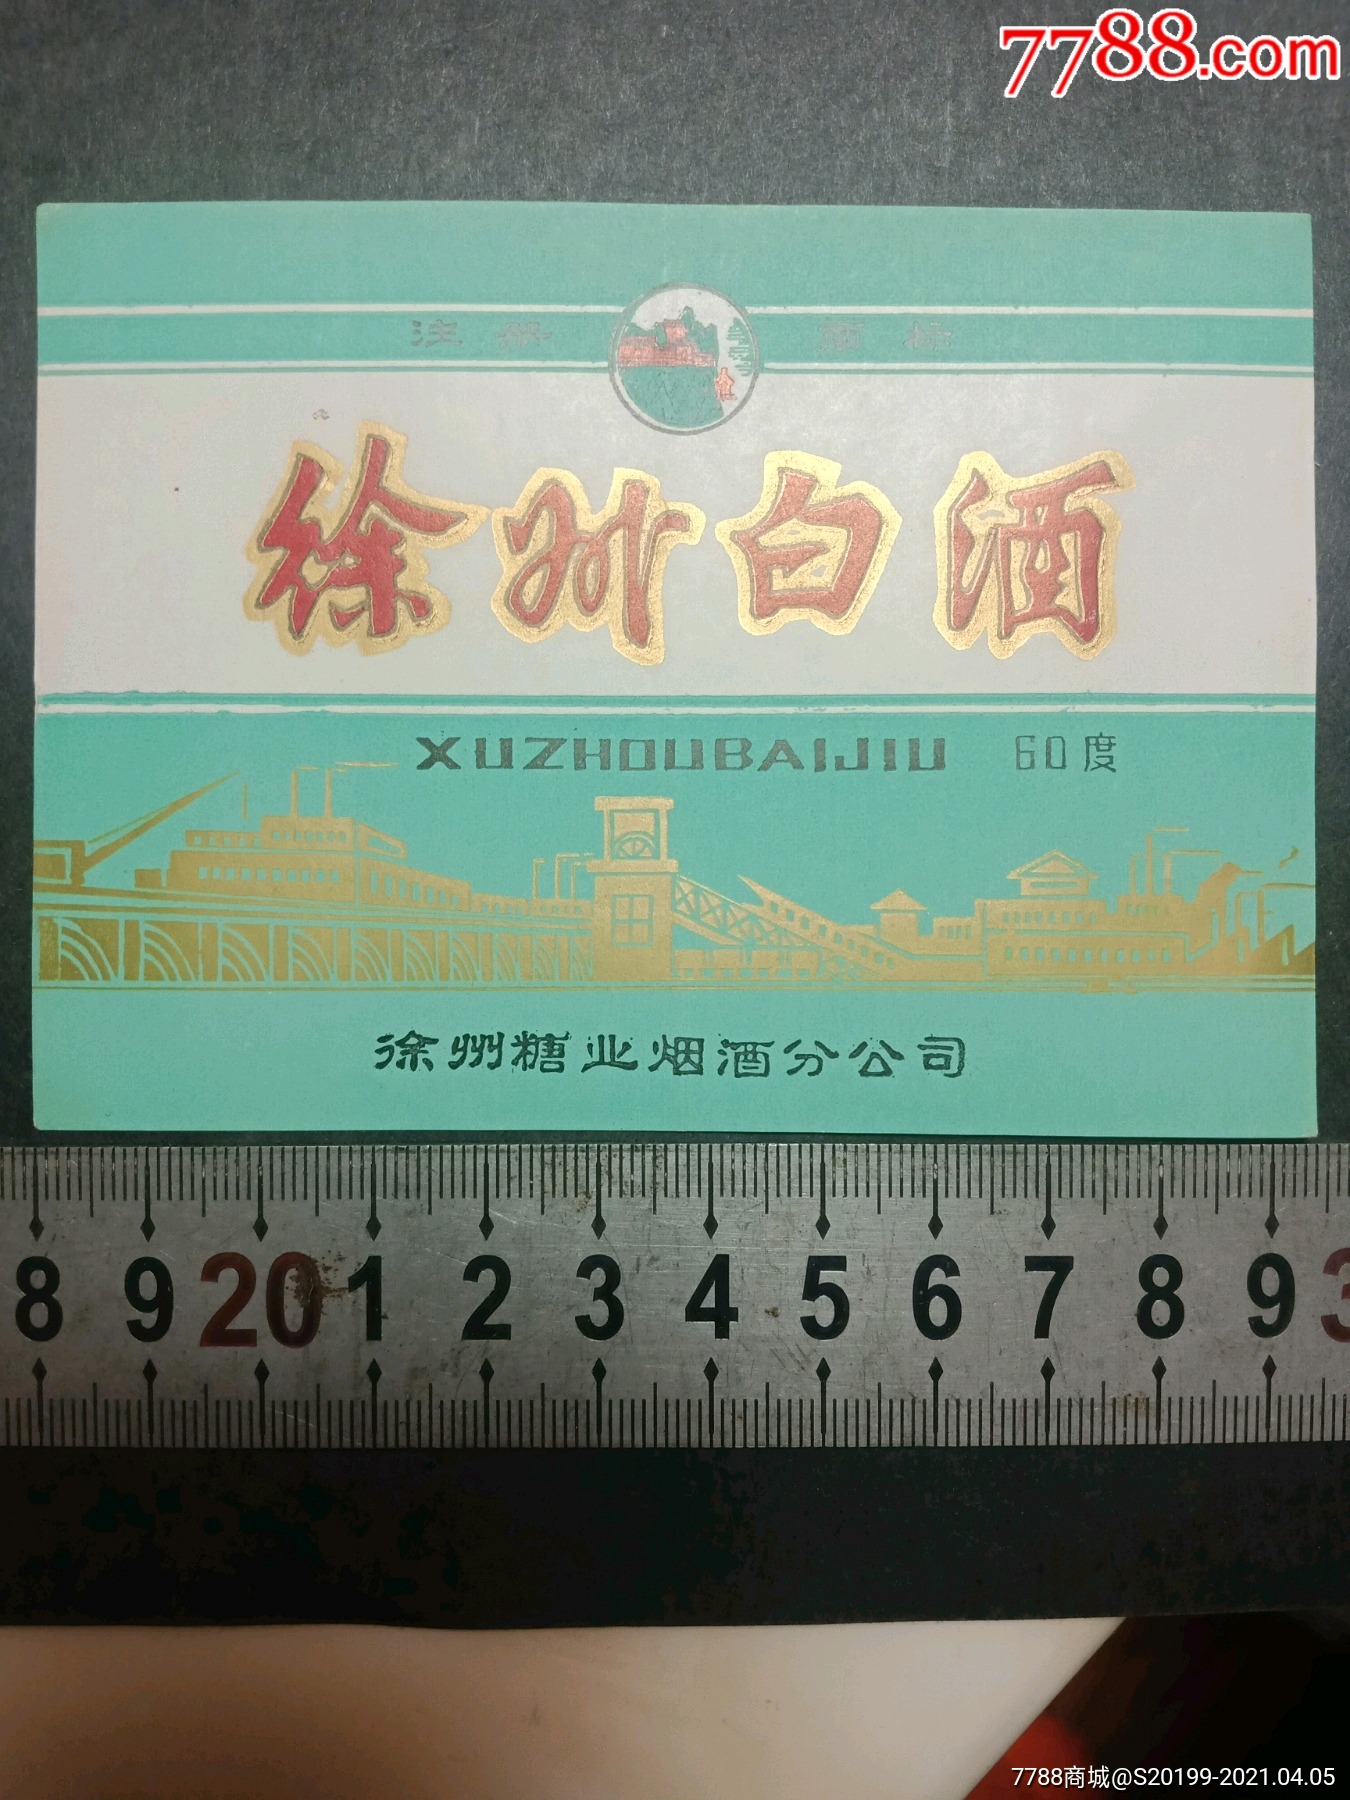 7788.com
注册 商标
徐州白酒
XUZHOUBAIJIU 60度
徐州糖业烟酒分公司
8 9 20 1 2 3 4 5 6 7 8 9 3
7788商城@S20199-2021.04.05